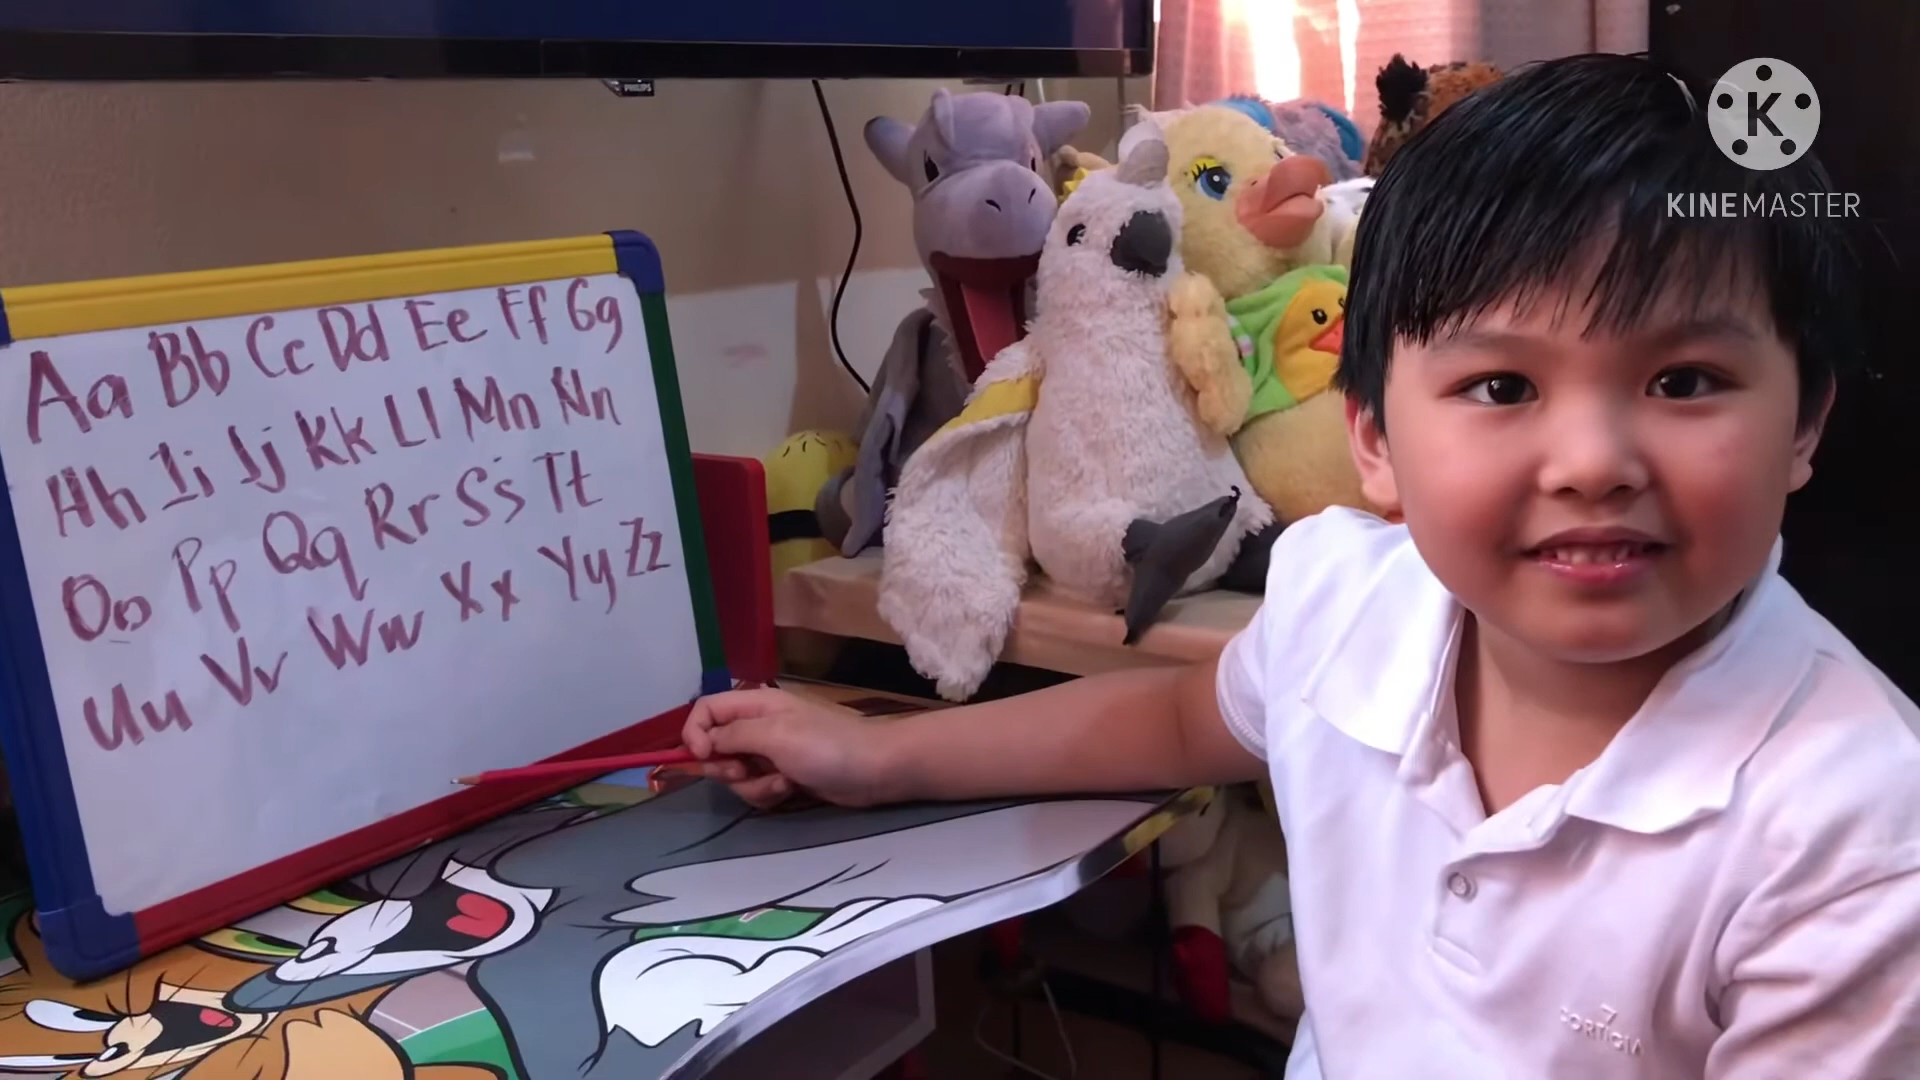 Aa Bb Cc Dd Ee Ff Gg
Hh Ii Jj Kk Ll Mn Nn
Oo Pp Qq Rr Ss Tt
Uu Vv Ww Xx Yy Zz
PHILIPS
K
KINEMASTER